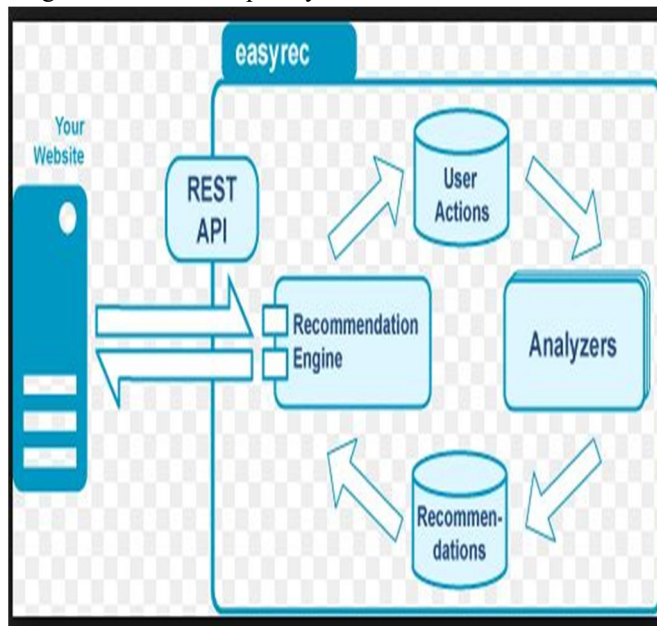 easyrec
Your
Website
REST
API
User
Actions
Recommendation
Engine
Analyzers
Recommen-
dations